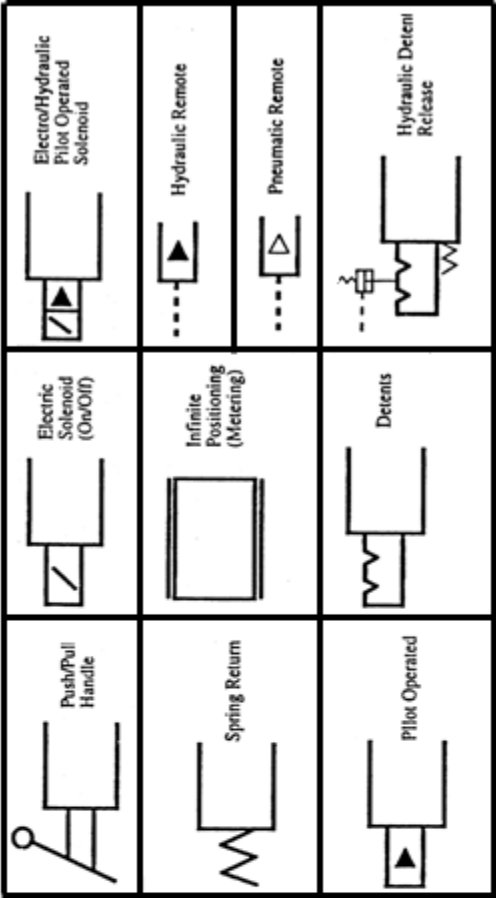 Push/Pull
Handle
Electric
Solenoid
(On/Off)
Electro/Hydraulic
Pilot Operated
Solenoid
Spring Return
Infinite
Positioning
(Metering)
Hydraulic Remote
Pneumatic Remote
Pilot Operated
Detents
Hydraulic Detent
Release